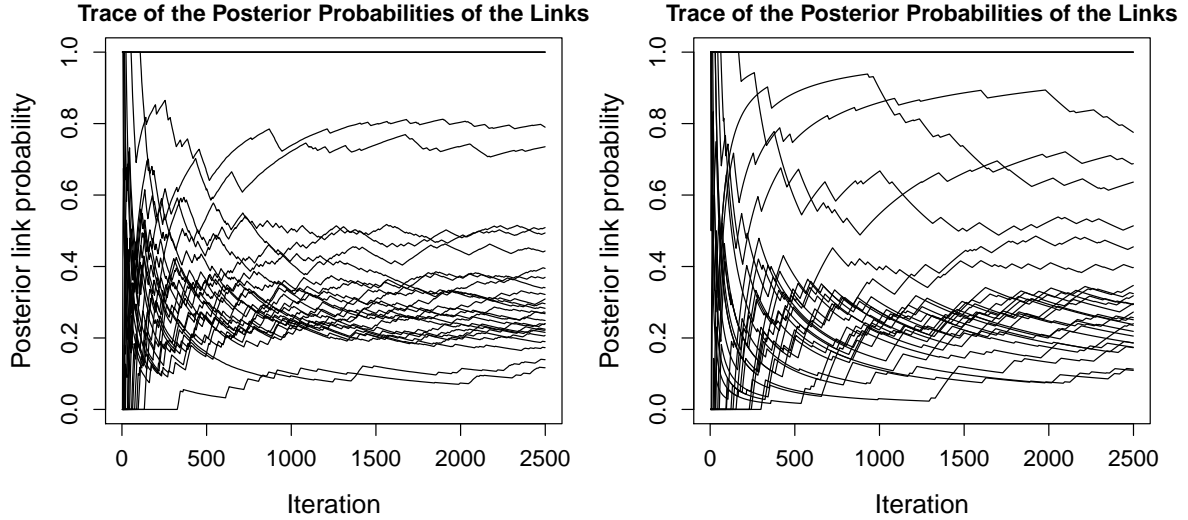 Trace of the Posterior Probabilities of the Links
Posterior link probability
1.0
0.8
0.6
0.4
0.2
0.0
0 500 1000 1500 2000 2500
Iteration
Trace of the Posterior Probabilities of the Links
Posterior link probability
1.0
0.8
0.6
0.4
0.2
0.0
0 500 1000 1500 2000 2500
Iteration